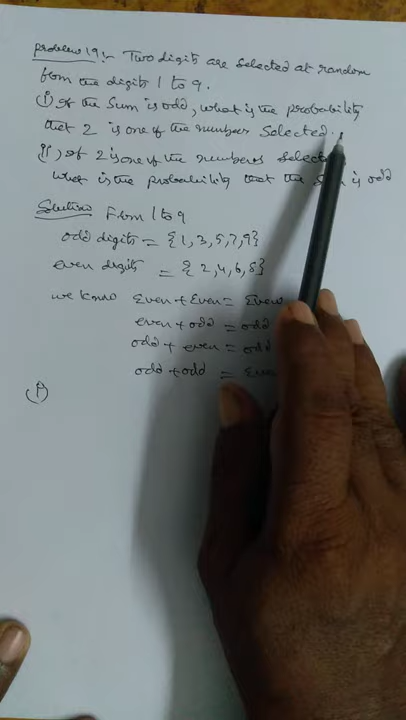 Problem 19:- Two digits are selected at random
from the digits 1 to 9.
(i) If the sum is odd, what is the probability
that 2 is one of the numbers selected.
(ii) If 2 is one of the numbers selec
what is the probability that the is odd
Solution: From 1 to 9
odd digits = {1, 3, 5, 7, 9}
even digits = {2, 4, 6, 8}
we know Even + Even = Even
even + odd = odd
odd + even = odd
odd + odd = Even
(i)